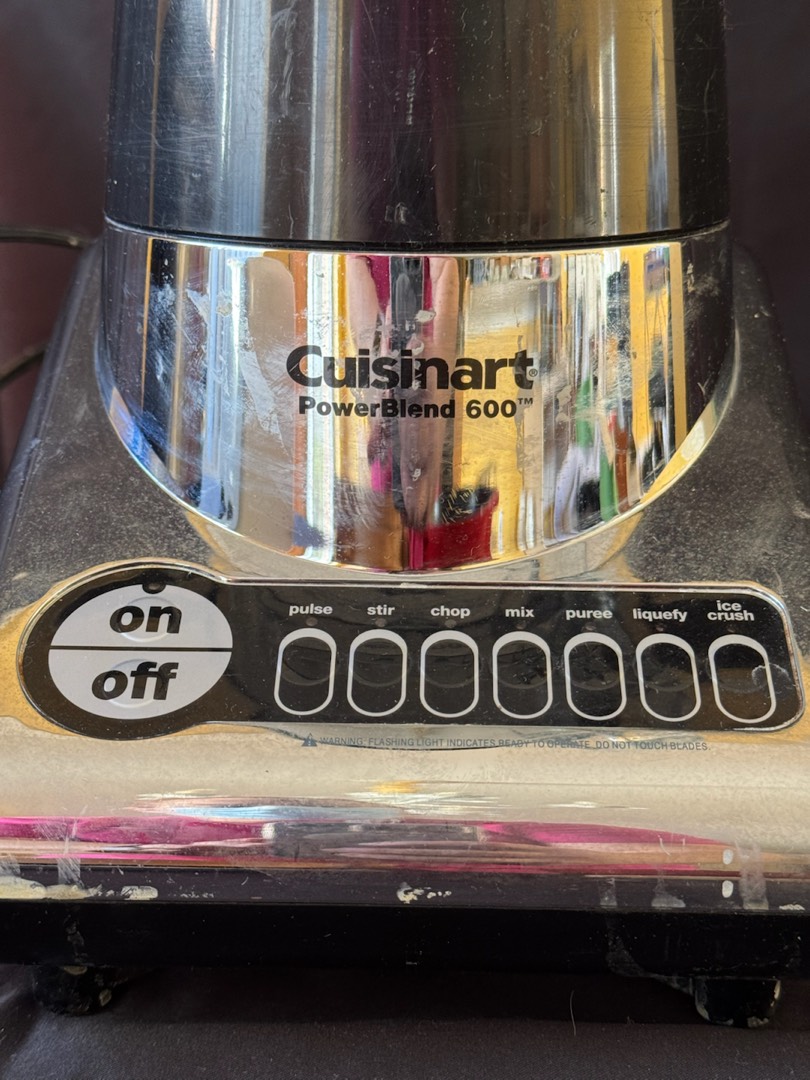 Cuisinart®
PowerBlend 600™
on
off
pulse stir chop mix puree liquefy ice crush
WARNING. FLASHING LIGHT INDICATES READY TO OPERATE. DO NOT TOUCH BLADES.